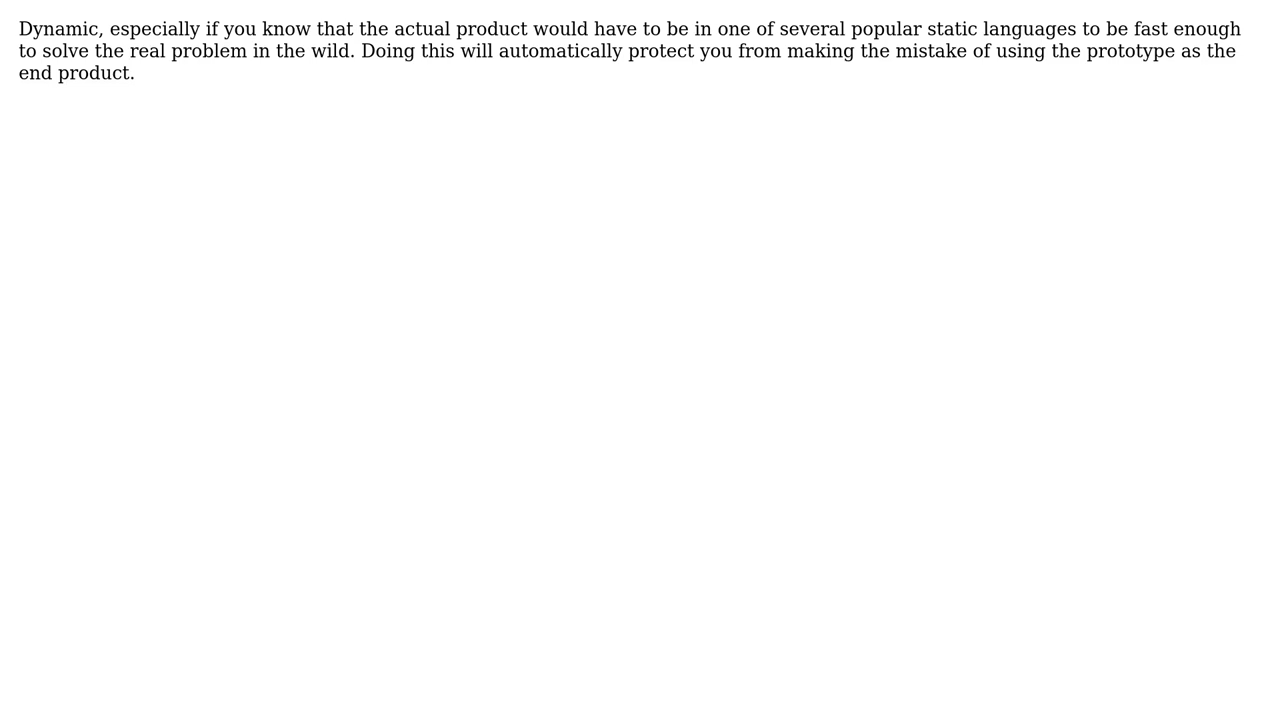 Dynamic, especially if you know that the actual product would have to be in one of several popular static languages to be fast enough
to solve the real problem in the wild. Doing this will automatically protect you from making the mistake of using the prototype as the
end product.